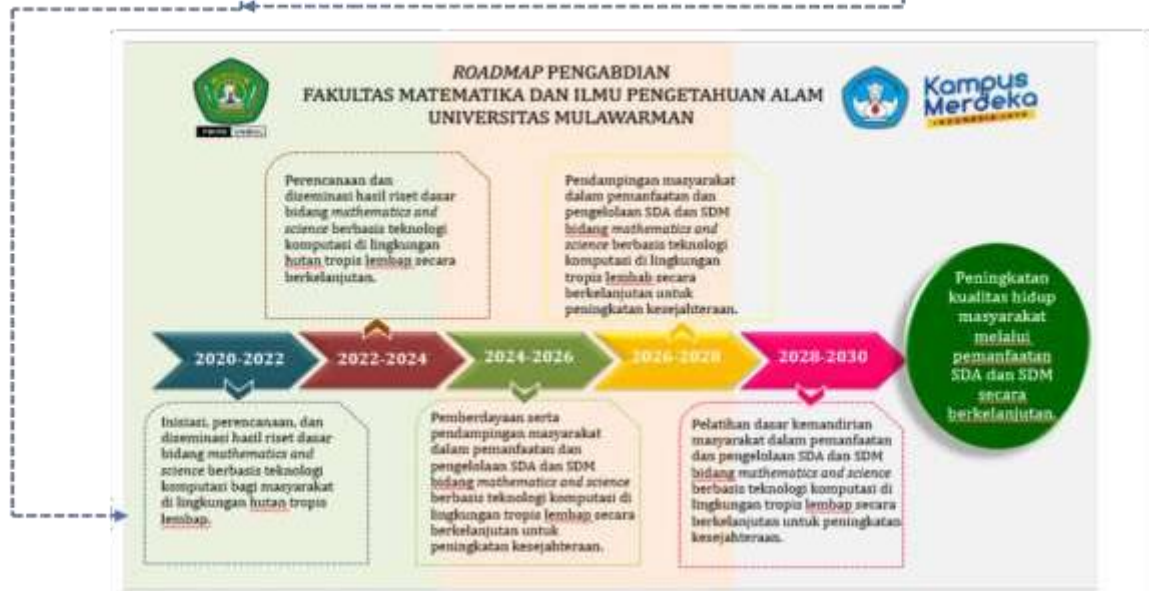 ROADMAP PENGABDIAN
FAKULTAS MATEMATIKA DAN ILMU PENGETAHUAN ALAM
UNIVERSITAS MULAWARMAN
Kampus
Merdeka
INDONESIA JAYA
Perencanaan dan
diseminasi hasil riset dasar
bidang mathematics and
science berbasis teknologi
komputasi di lingkungan
hutan tropis lembap secara
berkelanjutan.
Pendampingan masyarakat
dalam pemanfaatan dan
pengelolaan SDA dan SDM
bidang mathematics and
science berbasis teknologi
komputasi di lingkungan
tropis lembab secara
berkelanjutan untuk
peningkatan kesejahteraan.
2020-2022
2022-2024
2024-2026
2026-2028
2028-2030
Peningkatan
kualitas hidup
masyarakat
melalui
pemanfaatan
SDA dan SDM
secara
berkelanjutan.
Inisiasi, perencanaan, dan
diseminasi hasil riset dasar
bidang mathematics and
science berbasis teknologi
komputasi bagi masyarakat
di lingkungan hutan tropis
lembap.
Pemberdayaan serta
pendampingan masyarakat
dalam pemanfaatan dan
pengelolaan SDA dan SDM
bidang mathematics and science
berbasis teknologi komputasi di
lingkungan tropis lembap secara
berkelanjutan untuk
peningkatan kesejahteraan.
Pelatihan dasar kemandirian
masyarakat dalam pemanfaatan
dan pengelolaan SDA dan SDM
bidang mathematics and science
berbasis teknologi komputasi di
lingkungan tropis lembap secara
berkelanjutan untuk peningkatan
kesejahteraan.